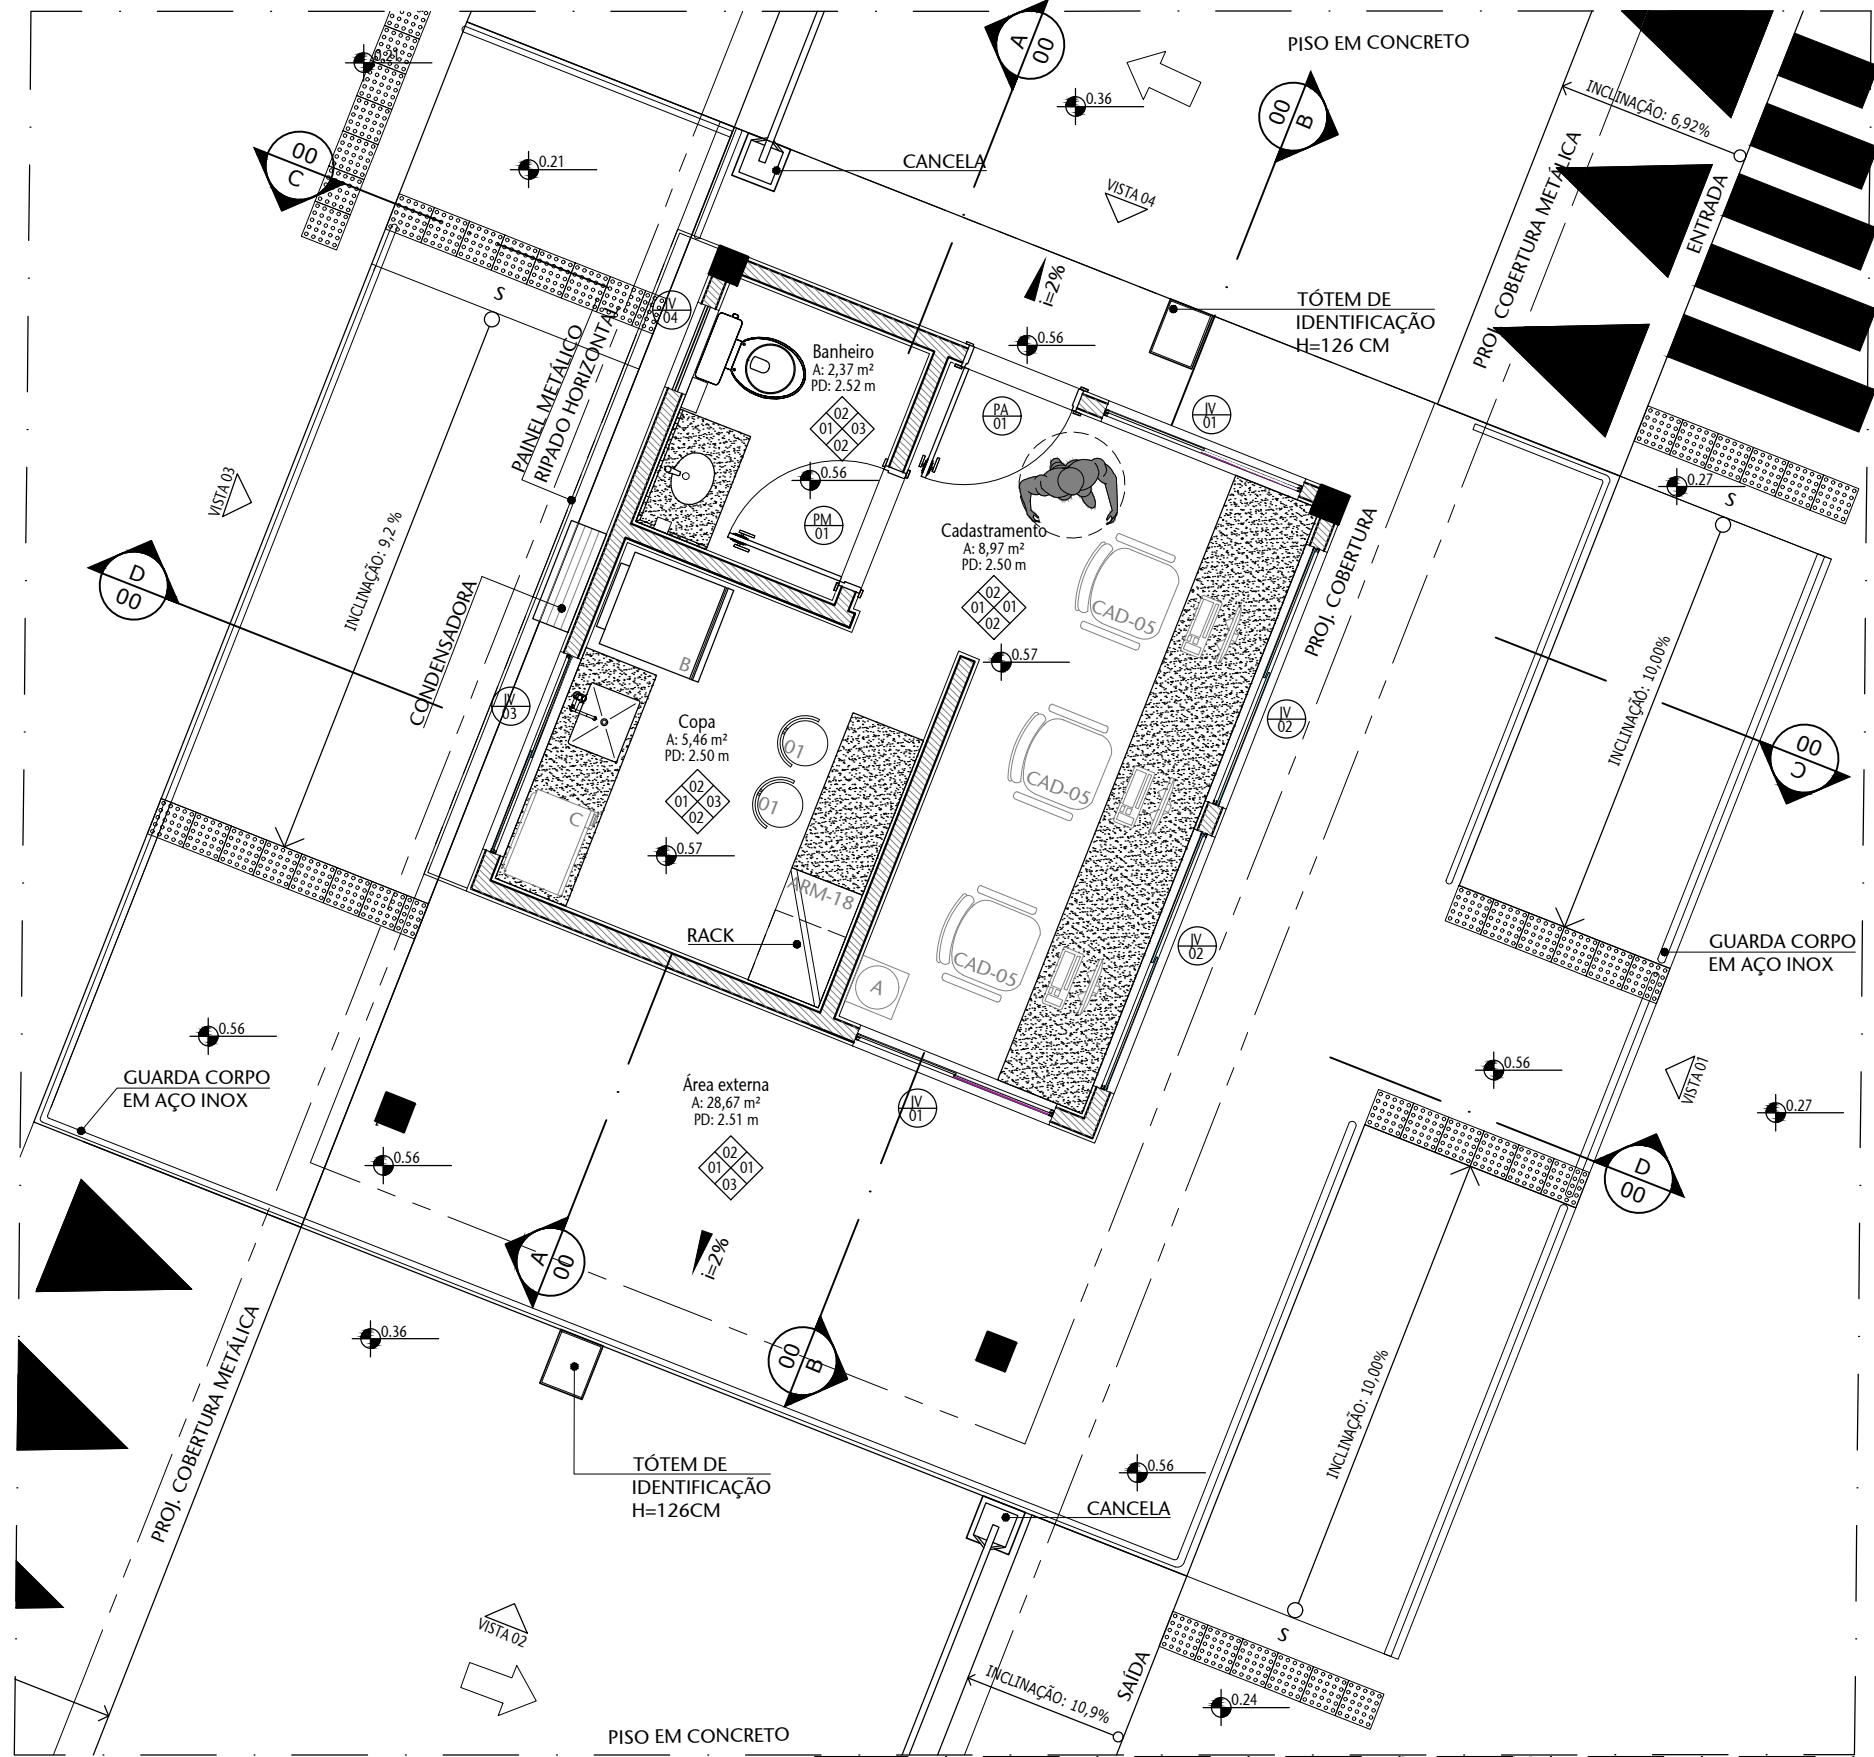 PISO EM CONCRETO
A
00
00
B
0.36
INCLINAÇÃO: 6,92%
PROJ. COBERTURA METÁLICA
ENTRADA
00
C
0.21
CANCELA
VISTA 04
i=2%
TÓTEM DE
IDENTIFICAÇÃO
H=126 CM
S
JV
04
PAINEL METÁLICO
RIPADO HORIZONTAL
0.56
Banheiro
A: 2,37 m²
PD: 2.52 m
02
01 03
02
0.56
PM
01
PA
01
JV
01
VISTA 03
INCLINAÇÃO: 9,2 %
D
00
CONDENSADORA
Cadastramento
A: 8,97 m²
PD: 2.50 m
02
01 01
02
0.57
CAD-05
PROJ. COBERTURA
0.27
S
INCLINAÇÃO: 10,00%
B
JV
03
Copa
A: 5,46 m²
PD: 2.50 m
02
01 03
02
0.57
01
01
C
CAD-05
JV
02
00
C
ARM-18
RACK
CAD-05
A
JV
02
GUARDA CORPO
EM AÇO INOX
0.56
GUARDA CORPO
EM AÇO INOX
0.56
Área externa
A: 28,67 m²
PD: 2.51 m
02
01 01
03
JV
01
0.56
VISTA 01
0.27
D
00
A
00
i=2%
00
B
0.36
PROJ. COBERTURA METÁLICA
TÓTEM DE
IDENTIFICAÇÃO
H=126CM
0.56
CANCELA
INCLINAÇÃO: 10,00%
S
VISTA 02
INCLINAÇÃO: 10,9%
SAÍDA
0.24
PISO EM CONCRETO